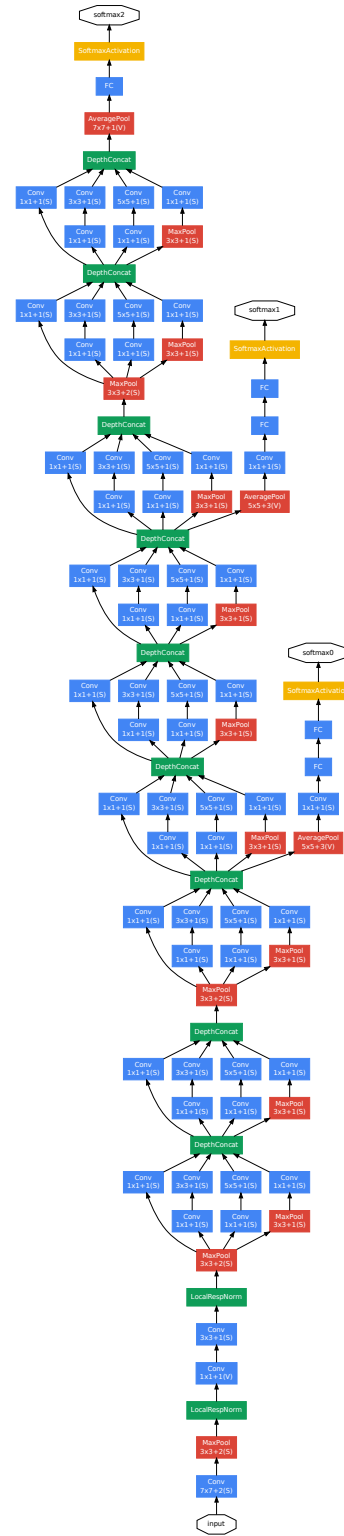 softmax2
SoftmaxActivation
FC
AveragePool
7x7+1(V)
DepthConcat
Conv Conv Conv Conv
1x1+1(S) 3x3+1(S) 5x5+1(S) 1x1+1(S)
Conv Conv MaxPool
1x1+1(S) 1x1+1(S) 3x3+1(S)
DepthConcat
Conv Conv Conv Conv
1x1+1(S) 3x3+1(S) 5x5+1(S) 1x1+1(S)
softmax1
Conv Conv MaxPool
1x1+1(S) 1x1+1(S) 3x3+1(S)
SoftmaxActivation
MaxPool
3x3+2(S)
FC
DepthConcat
FC
Conv Conv Conv Conv Conv
1x1+1(S) 3x3+1(S) 5x5+1(S) 1x1+1(S) 1x1+1(S)
Conv Conv MaxPool AveragePool
1x1+1(S) 1x1+1(S) 3x3+1(S) 5x5+3(V)
DepthConcat
Conv Conv Conv Conv
1x1+1(S) 3x3+1(S) 5x5+1(S) 1x1+1(S)
Conv Conv MaxPool
1x1+1(S) 1x1+1(S) 3x3+1(S)
DepthConcat
softmax0
Conv Conv Conv Conv
1x1+1(S) 3x3+1(S) 5x5+1(S) 1x1+1(S)
SoftmaxActivation
Conv Conv MaxPool
1x1+1(S) 1x1+1(S) 3x3+1(S)
FC
DepthConcat
FC
Conv Conv Conv Conv Conv
1x1+1(S) 3x3+1(S) 5x5+1(S) 1x1+1(S) 1x1+1(S)
Conv Conv MaxPool AveragePool
1x1+1(S) 1x1+1(S) 3x3+1(S) 5x5+3(V)
DepthConcat
Conv Conv Conv Conv
1x1+1(S) 3x3+1(S) 5x5+1(S) 1x1+1(S)
Conv Conv MaxPool
1x1+1(S) 1x1+1(S) 3x3+1(S)
MaxPool
3x3+2(S)
DepthConcat
Conv Conv Conv Conv
1x1+1(S) 3x3+1(S) 5x5+1(S) 1x1+1(S)
Conv Conv MaxPool
1x1+1(S) 1x1+1(S) 3x3+1(S)
DepthConcat
Conv Conv Conv Conv
1x1+1(S) 3x3+1(S) 5x5+1(S) 1x1+1(S)
Conv Conv MaxPool
1x1+1(S) 1x1+1(S) 3x3+1(S)
MaxPool
3x3+2(S)
LocalRespNorm
Conv
3x3+1(S)
Conv
1x1+1(V)
LocalRespNorm
MaxPool
3x3+2(S)
Conv
7x7+2(S)
input